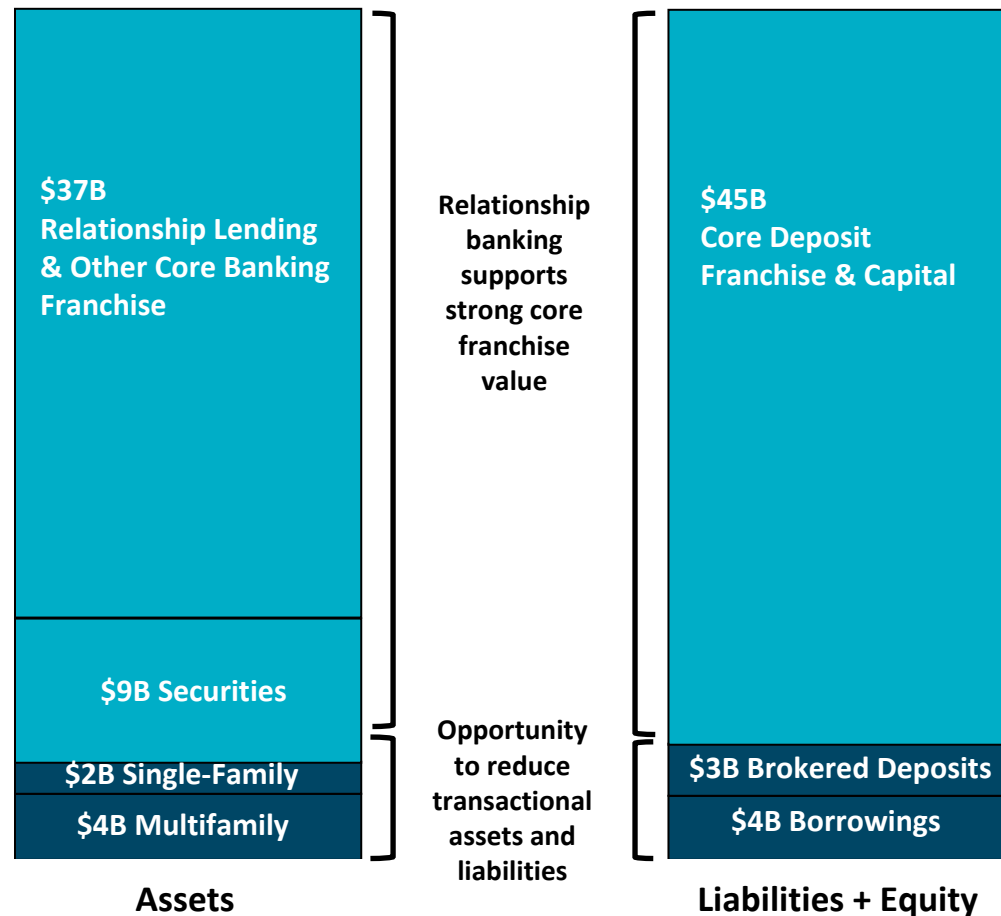 $37B
Relationship Lending
& Other Core Banking
Franchise
$9B Securities
$2B Single-Family
$4B Multifamily
Assets
Relationship
banking
supports
strong core
franchise
value
Opportunity
to reduce
transactional
assets and
liabilities
$45B
Core Deposit
Franchise & Capital
$3B Brokered Deposits
$4B Borrowings
Liabilities + Equity